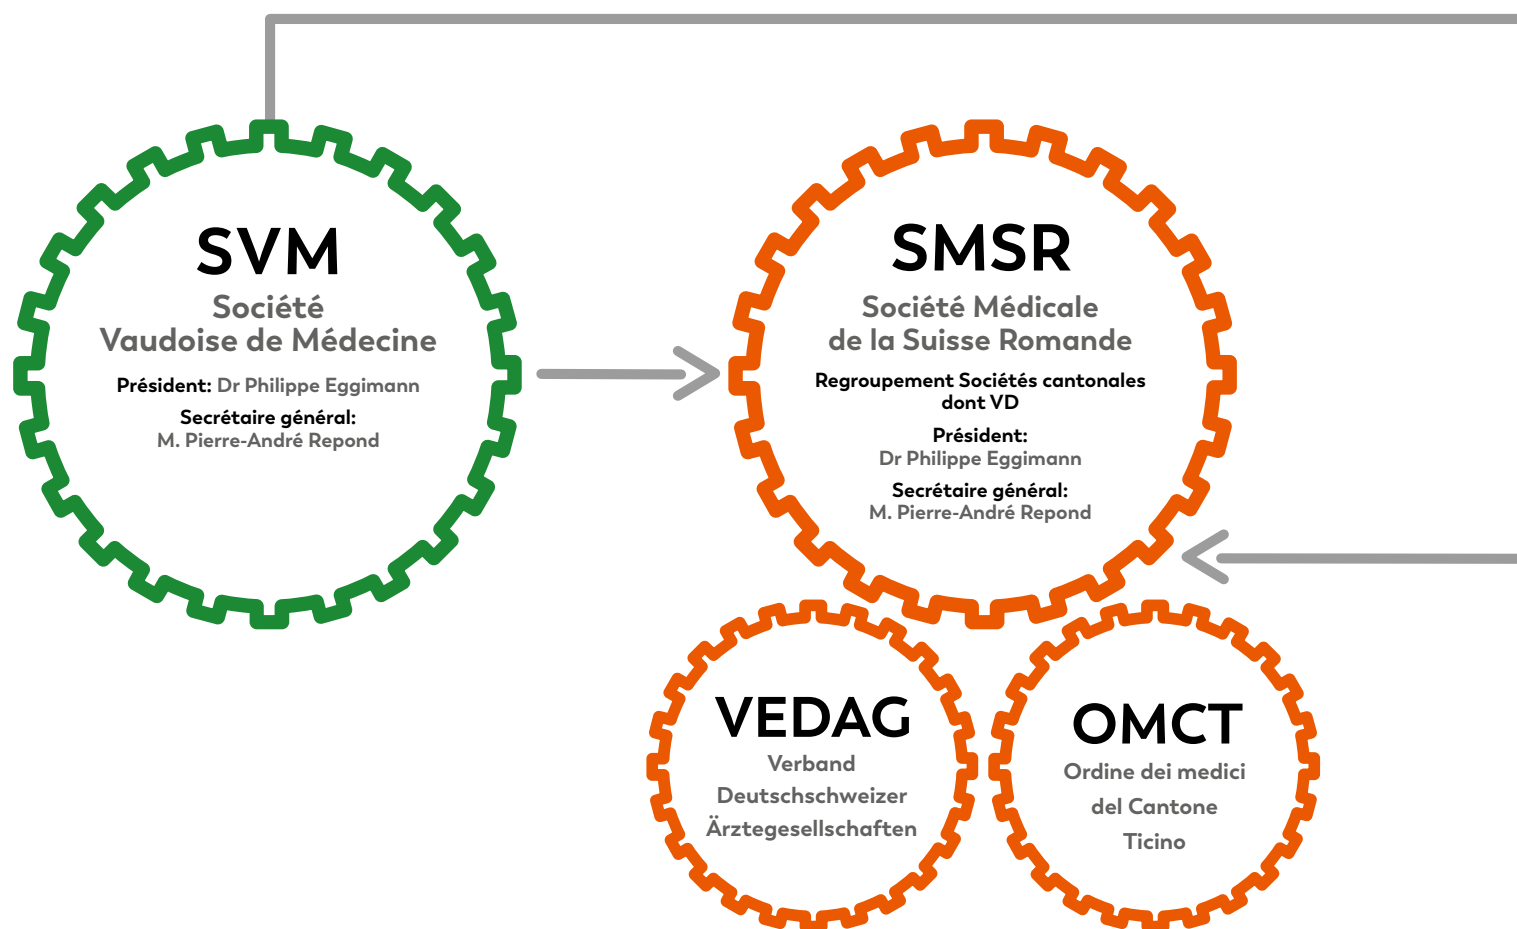 SVM
Société
Vaudoise de Médecine
Président: Dr Philippe Eggimann
Secrétaire général:
M. Pierre-André Repond
SMSR
Société Médicale
de la Suisse Romande
Regroupement Sociétés cantonales
dont VD
Président:
Dr Philippe Eggimann
Secrétaire général:
M. Pierre-André Repond
VEDAG
Verband
Deutschschweizer
Ärztegesellschaften
OMCT
Ordine dei medici
del Cantone
Ticino